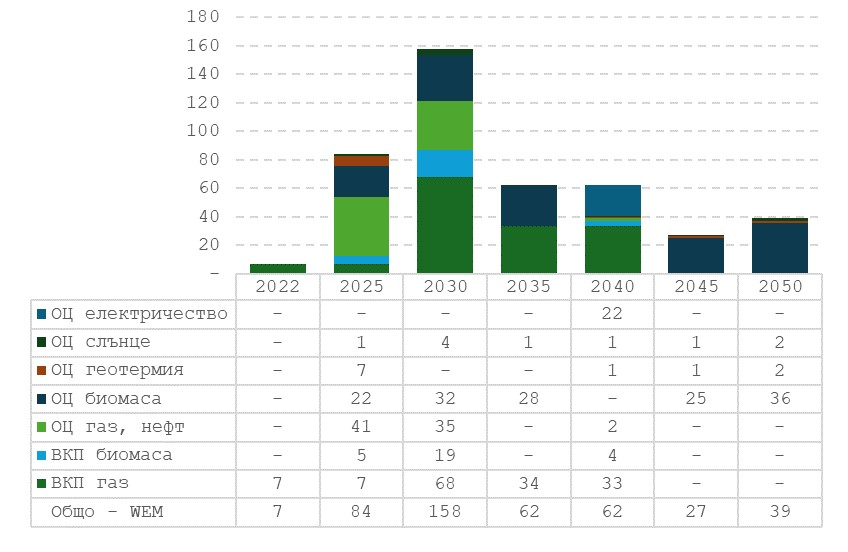 180
160
140
120
100
80
60
40
20
–
2022 2025 2030 2035 2040 2045 2050
ОЦ електричество – – – – 22 – –
ОЦ слънце – 1 4 1 1 1 2
ОЦ геотермия – 7 – – 1 1 2
ОЦ биомаса – 22 32 28 – 25 36
ОЦ газ, нефт – 41 35 – 2 – –
ВКП биомаса – 5 19 – 4 – –
ВКП газ 7 7 68 34 33 – –
Общо – WEM 7 84 158 62 62 27 39